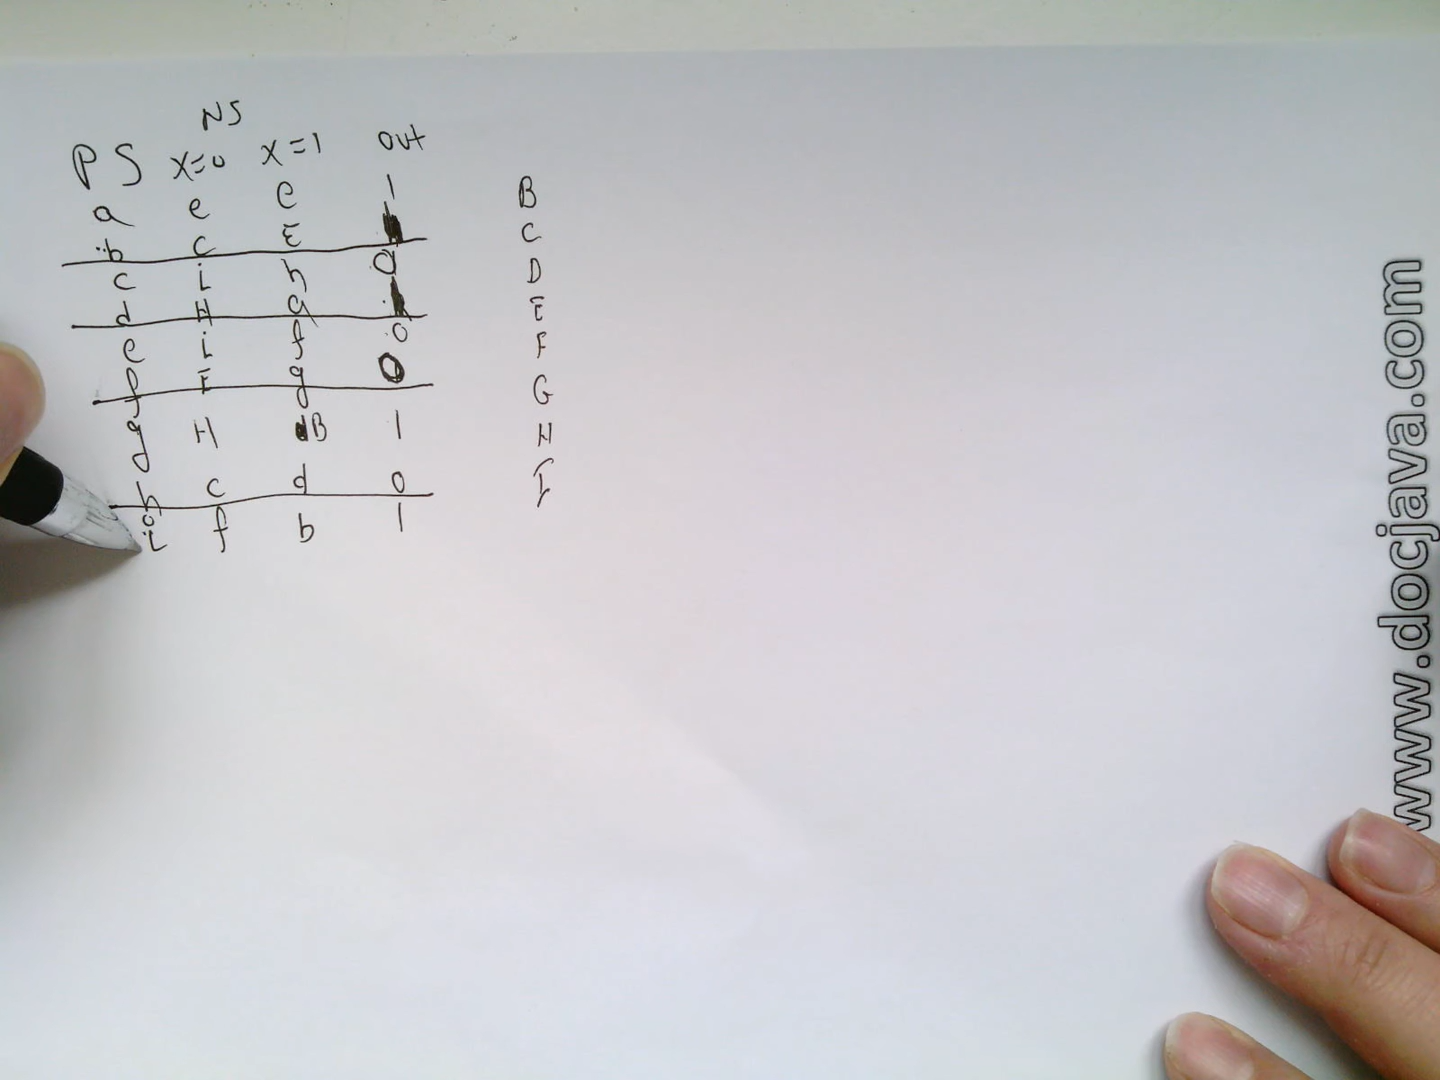 NS
PS x=0 x=1 out
a e e 1 B
b c E C
c i h 0 D
d H a E
e i f 0 F
f E g 0 G
g H B 1 H
h c d 0 I
i f b 1
www.docjava.com